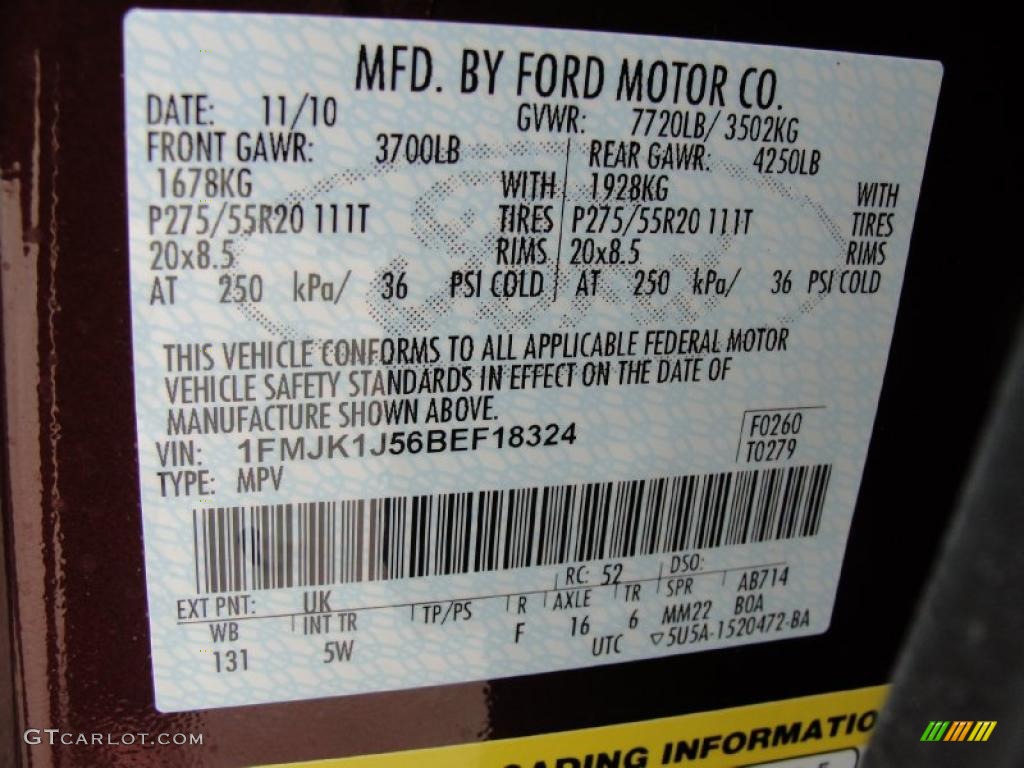 MFD. BY FORD MOTOR CO.
DATE: 11/10 GVWR: 7720LB/ 3502KG
FRONT GAWR: 3700LB REAR GAWR: 4250LB
1678KG WITH 1928KG WITH
P275/55R20 111T TIRES P275/55R20 111T TIRES
20x8.5 RIMS 20x8.5 RIMS
AT 250 kPa/ 36 PSI COLD AT 250 kPa/ 36 PSI COLD
THIS VEHICLE CONFORMS TO ALL APPLICABLE FEDERAL MOTOR
VEHICLE SAFETY STANDARDS IN EFFECT ON THE DATE OF
MANUFACTURE SHOWN ABOVE.
VIN: 1FMJK1J56BEF18324 F0260
TYPE: MPV T0279
EXT PNT: UK RC: 52 DSO:
WB INT TR TP/PS R AXLE TR SPR AB714
131 5W F 16 6 MM22 BOA
UTC ▽5U5A-1520472-BA
OADING INFORMATIO
GTCARLOT.COM